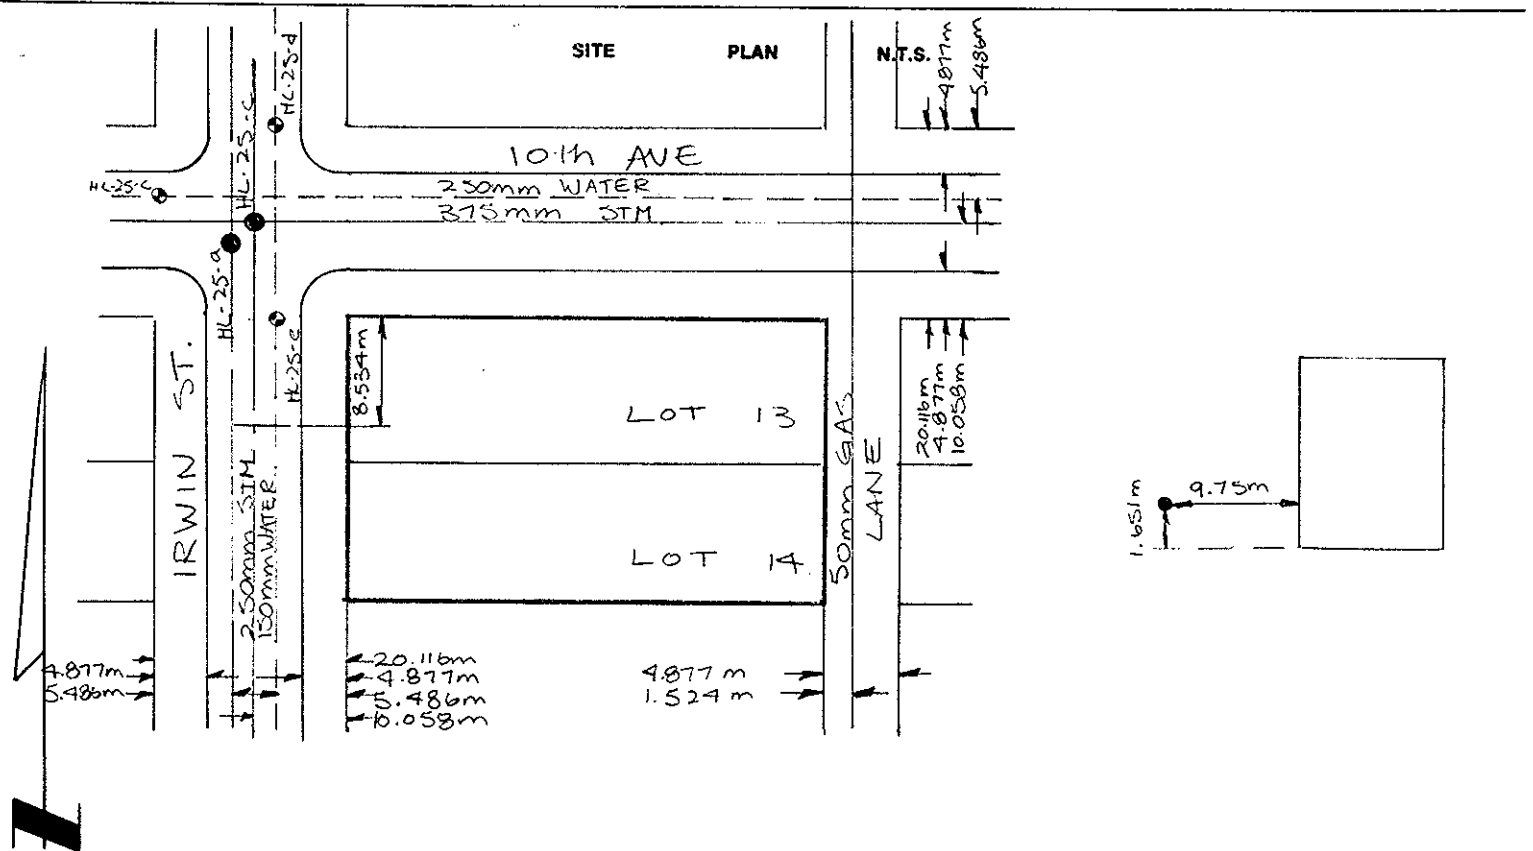 SITE PLAN N.T.S.
4.877m
5.486m
HL-25-d
HL-25-c
HL-25-c
10th AVE
250mm WATER
375mm STM
HL-25-a
HL-25-e
8.534m
IRWIN ST.
250mm STM
150mm WATER
LOT 13
LOT 14
50mm GAS
LANE
20.116m
4.877m
10.058m
1.651m
9.75m
4.877m
5.486m
20.116m
4.877m
5.486m
10.058m
4.877 m
1.524 m